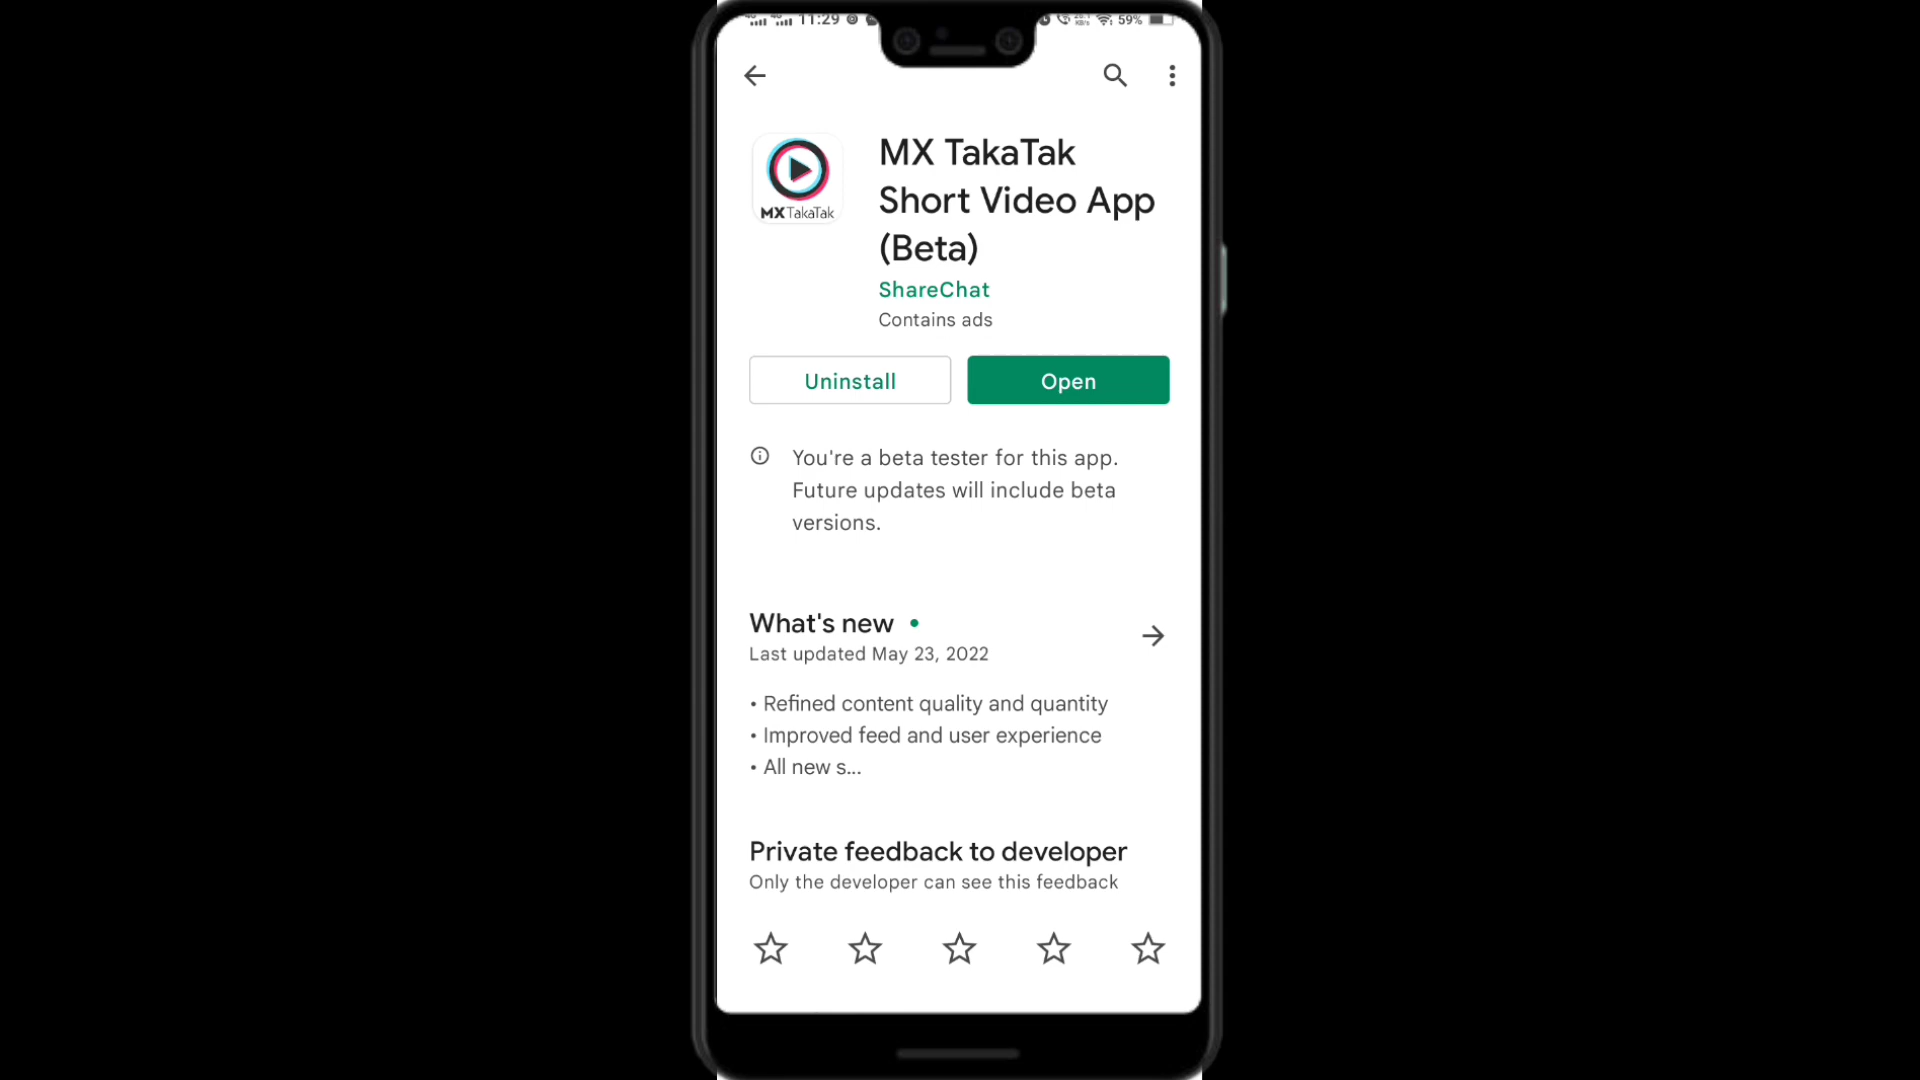 11:29
59%
MX TakaTak
Short Video App
(Beta)
MX TakaTak
ShareChat
Contains ads
Uninstall
Open
You're a beta tester for this app.
Future updates will include beta
versions.
What's new •
Last updated May 23, 2022
• Refined content quality and quantity
• Improved feed and user experience
• All new s...
Private feedback to developer
Only the developer can see this feedback